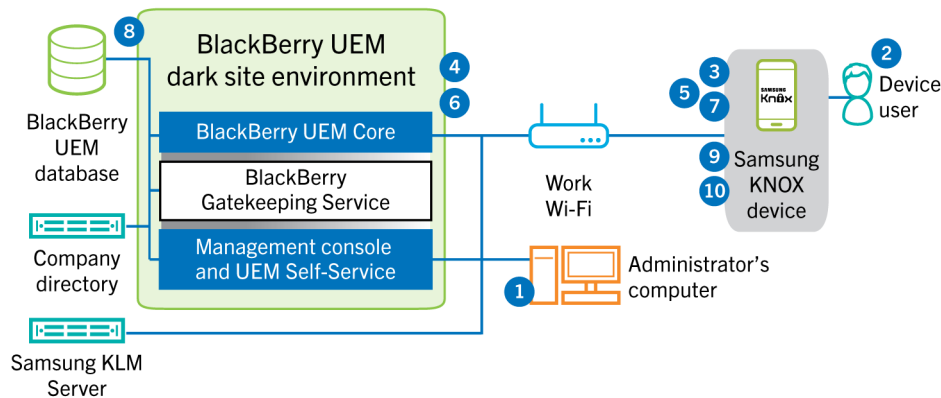 8
BlackBerry UEM
dark site environment
4
6
BlackBerry
UEM
database
BlackBerry UEM Core
BlackBerry
Gatekeeping Service
Management console
and UEM Self-Service
Company
directory
Samsung KLM
Server
Work
Wi-Fi
1
Administrator's
computer
3
5
7
SAMSUNG
Knox
9
10
Samsung
KNOX
device
2
Device
user